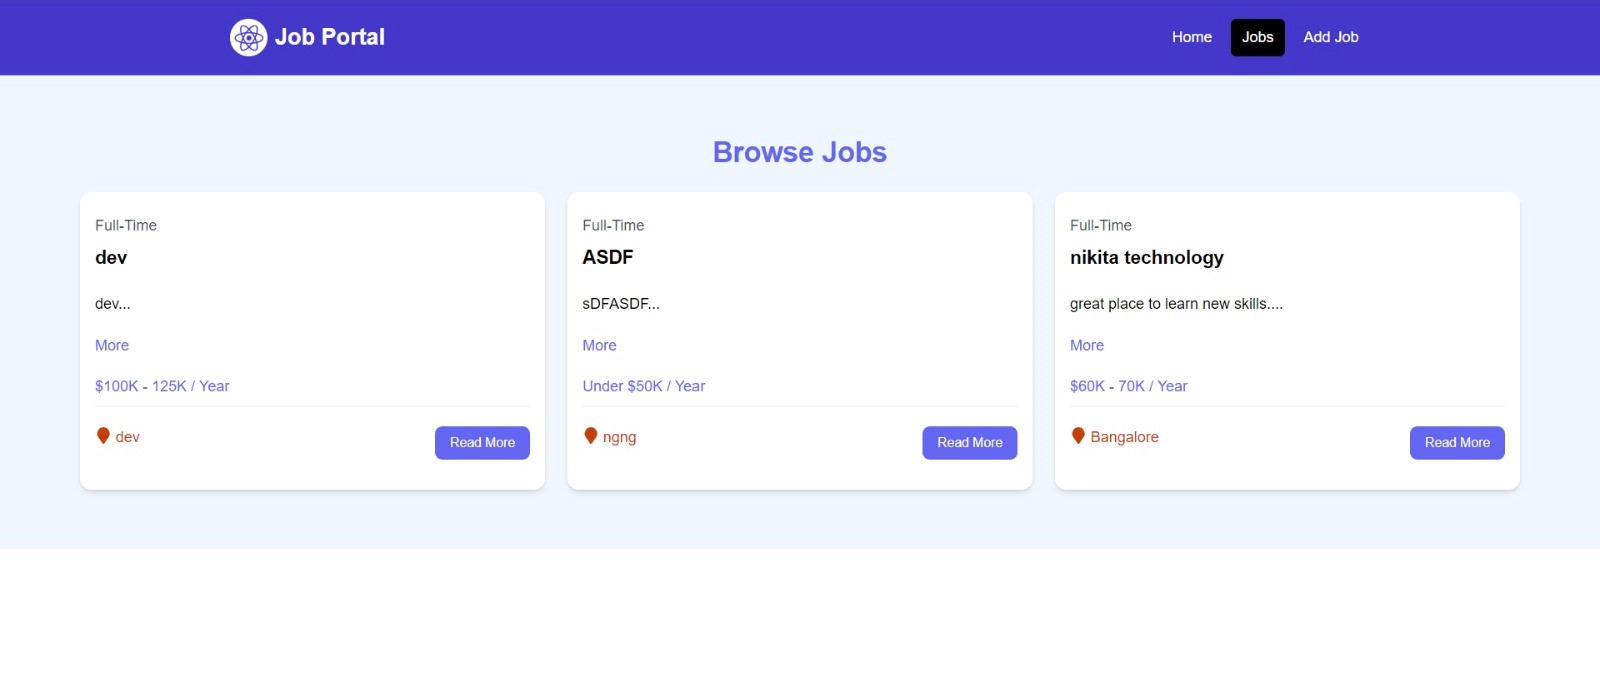 Job Portal
Home Jobs Add Job
Browse Jobs
Full-Time
dev
dev...
More
$100K - 125K / Year
dev
Read More
Full-Time
ASDF
sDFASDF...
More
Under $50K / Year
ngng
Read More
Full-Time
nikita technology
great place to learn new skills....
More
$60K - 70K / Year
Bangalore
Read More